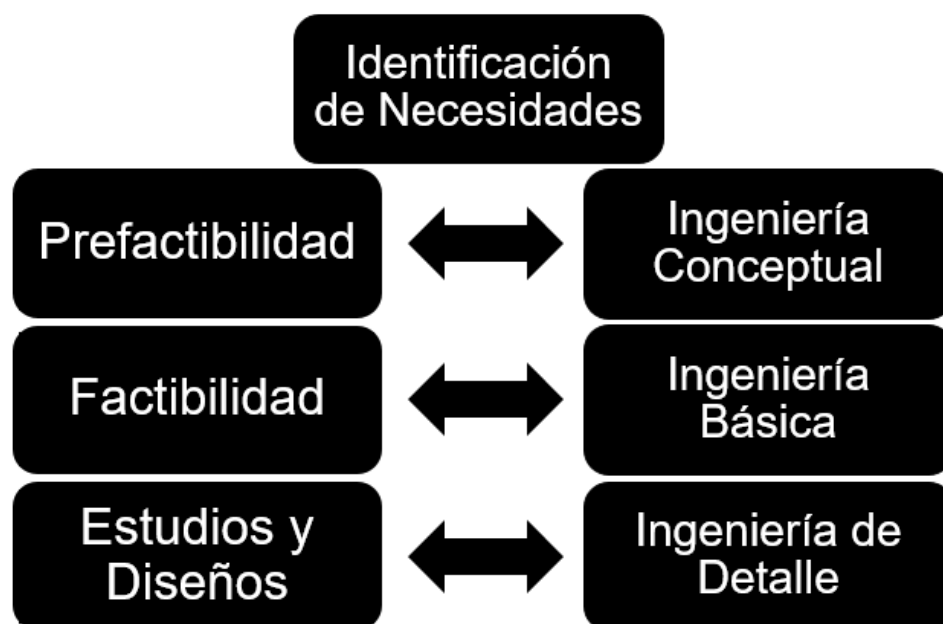 Identificación
de Necesidades
Prefactibilidad
Ingeniería
Conceptual
Factibilidad
Ingeniería
Básica
Estudios y
Diseños
Ingeniería de
Detalle